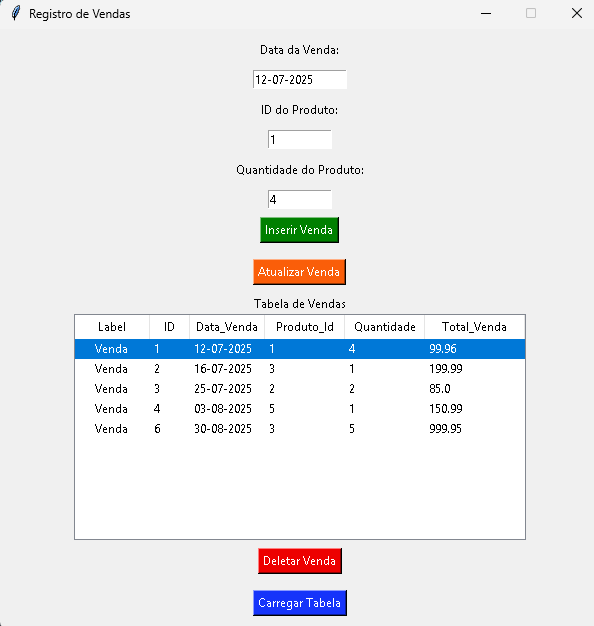 Registro de Vendas
Data da Venda:
12-07-2025
ID do Produto:
1
Quantidade do Produto:
4
Inserir Venda
Atualizar Venda
Tabela de Vendas
Label ID Data_Venda Produto_Id Quantidade Total_Venda
Venda 1 12-07-2025 1 4 99.96
Venda 2 16-07-2025 3 1 199.99
Venda 3 25-07-2025 2 2 85.0
Venda 4 03-08-2025 5 1 150.99
Venda 6 30-08-2025 3 5 999.95
Deletar Venda
Carregar Tabela